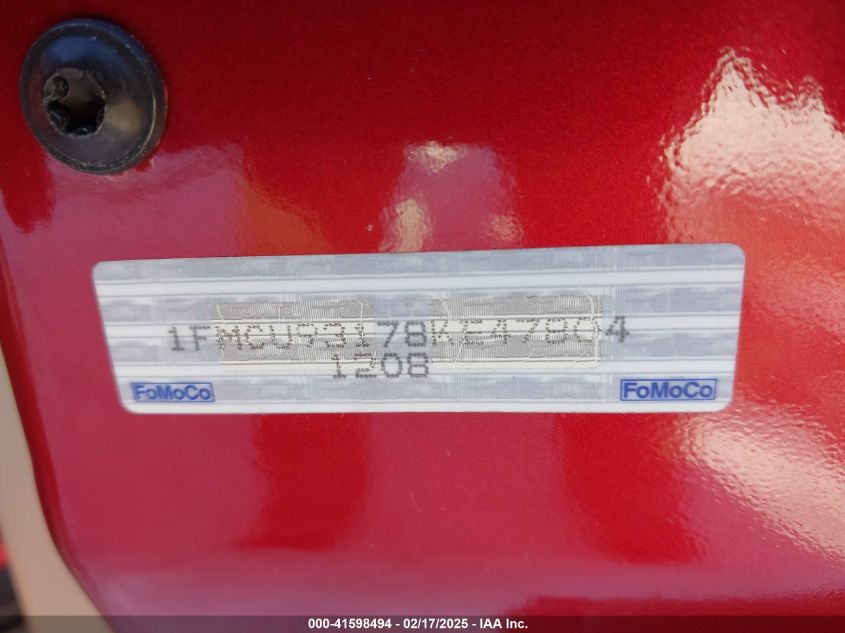 1FMCU93178KE47804
1208
FoMoCo FoMoCo
000-41598494 - 02/17/2025 - IAA Inc.